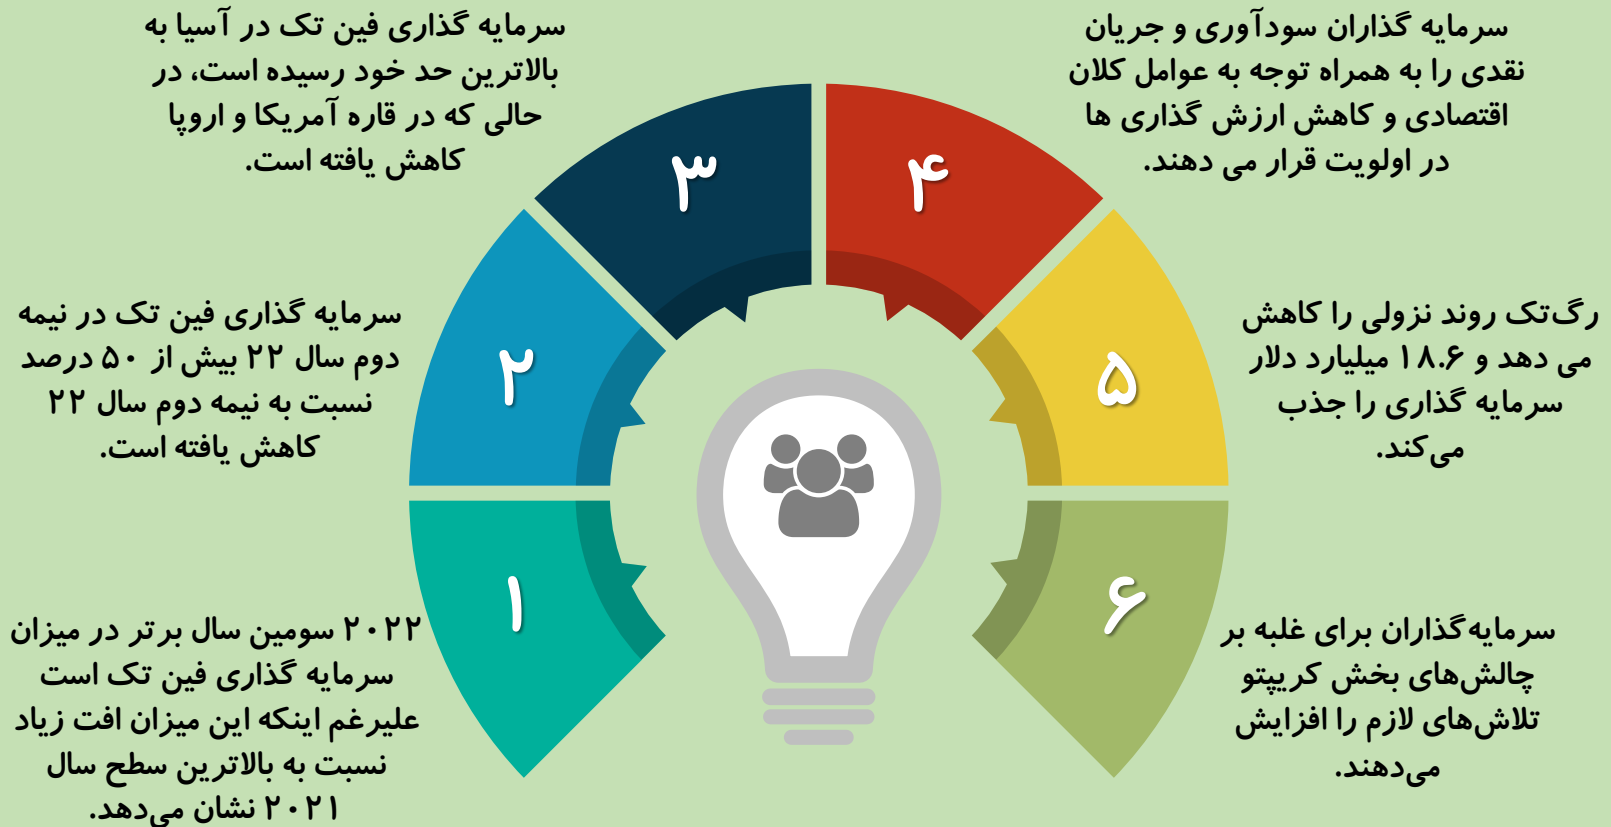 سرمایه گذاری فین تک در آسیا به
بالاترین حد خود رسیده است، در
حالی که در قاره آمریکا و اروپا
کاهش یافته است.
سرمایه گذاران سودآوری و جریان
نقدی را به همراه توجه به عوامل کلان
اقتصادی و کاهش ارزش گذاری ها
در اولویت قرار می دهند.
۳
۴
سرمایه گذاری فین تک در نیمه
دوم سال ۲۲ بیش از ۵۰ درصد
نسبت به نیمه دوم سال ۲۲
کاهش یافته است.
۲
۵
رگ‌تک روند نزولی را کاهش
می دهد و ۱۸.۶ میلیارد دلار
سرمایه گذاری را جذب
می‌کند.
۲۰۲۲ سومین سال برتر در میزان
سرمایه گذاری فین تک است
علیرغم اینکه این میزان افت زیاد
نسبت به بالاترین سطح سال
۲۰۲۱ نشان می‌دهد.
۱
۶
سرمایه‌گذاران برای غلبه بر
چالش‌های بخش کریپتو
تلاش‌های لازم را افزایش
می‌دهند.